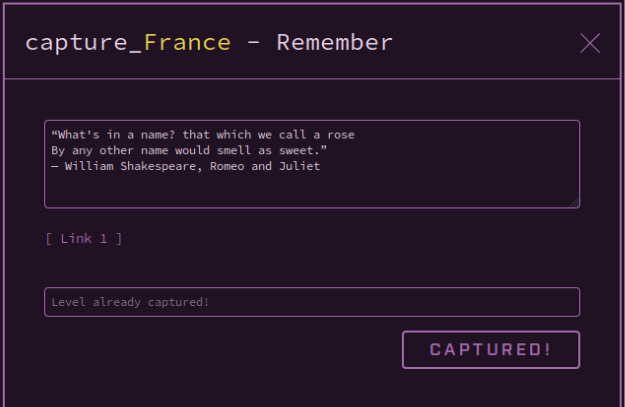 capture_France - Remember
“What's in a name? that which we call a rose
By any other name would smell as sweet.”
— William Shakespeare, Romeo and Juliet
[ Link 1 ]
Level already captured!
CAPTURED!